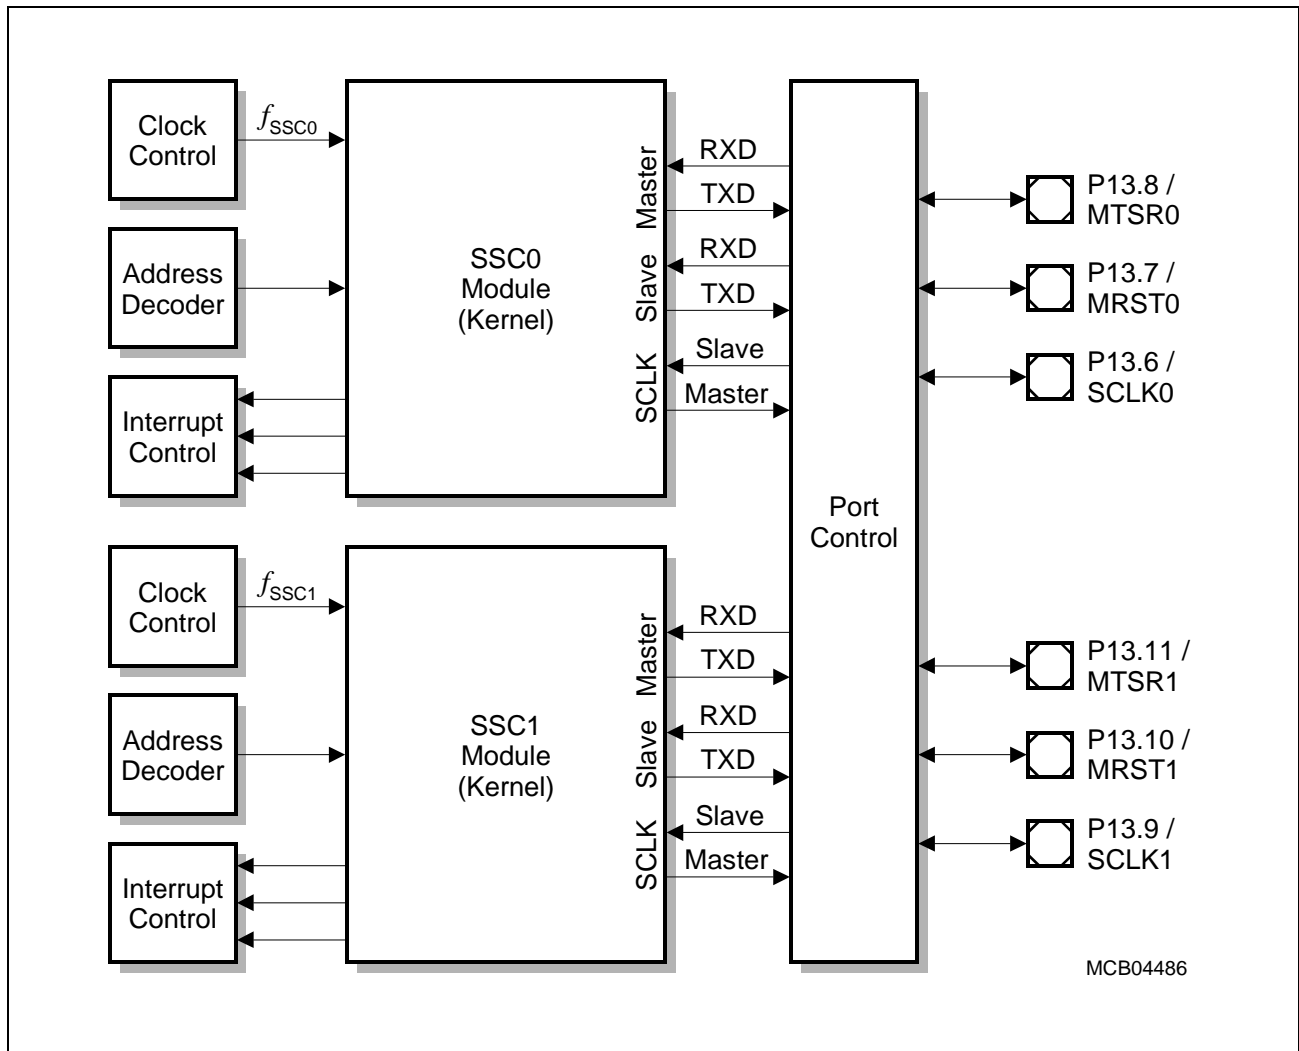 Clock
Control
fSSC0
Address
Decoder
Interrupt
Control
SSC0
Module
(Kernel)
Master
Slave
SCLK
RXD
TXD
RXD
TXD
Slave
Master
Clock
Control
fSSC1
Address
Decoder
Interrupt
Control
SSC1
Module
(Kernel)
Master
Slave
SCLK
RXD
TXD
RXD
TXD
Slave
Master
Port
Control
P13.8 /
MTSR0
P13.7 /
MRST0
P13.6 /
SCLK0
P13.11 /
MTSR1
P13.10 /
MRST1
P13.9 /
SCLK1
MCB04486